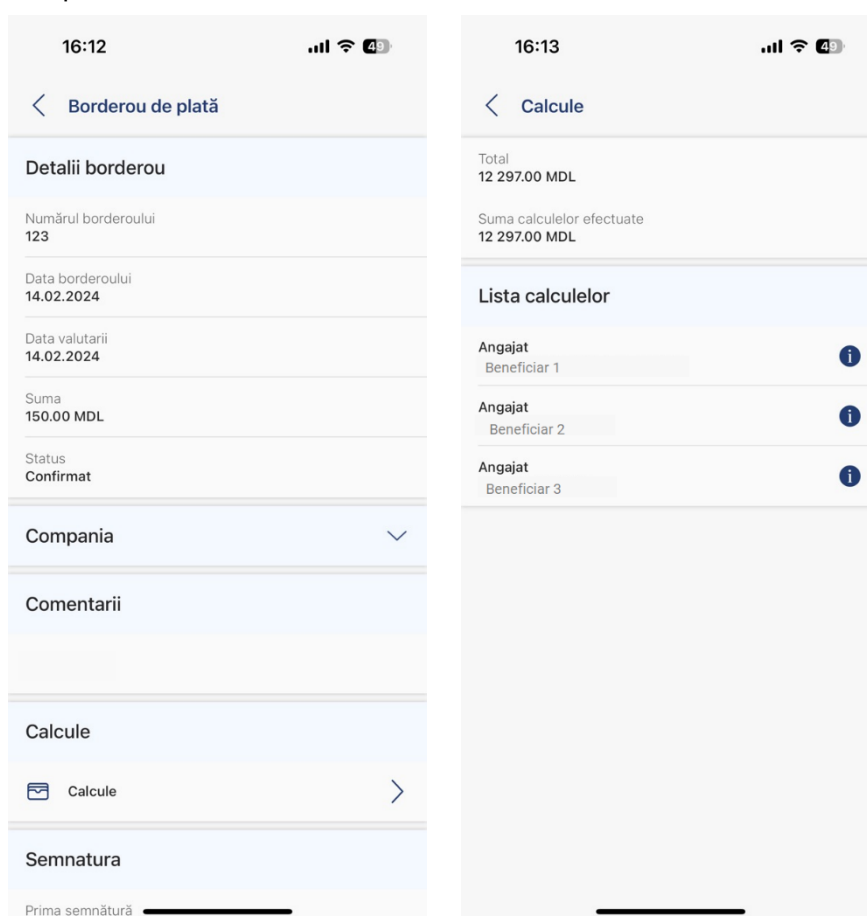 16:12
49
Borderou de plată
Detalii borderou
Numărul borderoului
123
Data borderoului
14.02.2024
Data valutarii
14.02.2024
Suma
150.00 MDL
Status
Confirmat
Compania
Comentarii
Calcule
Calcule
Semnatura
Prima semnătură
16:13
49
Calcule
Total
12 297.00 MDL
Suma calculelor efectuate
12 297.00 MDL
Lista calculelor
Angajat
Beneficiar 1
Angajat
Beneficiar 2
Angajat
Beneficiar 3